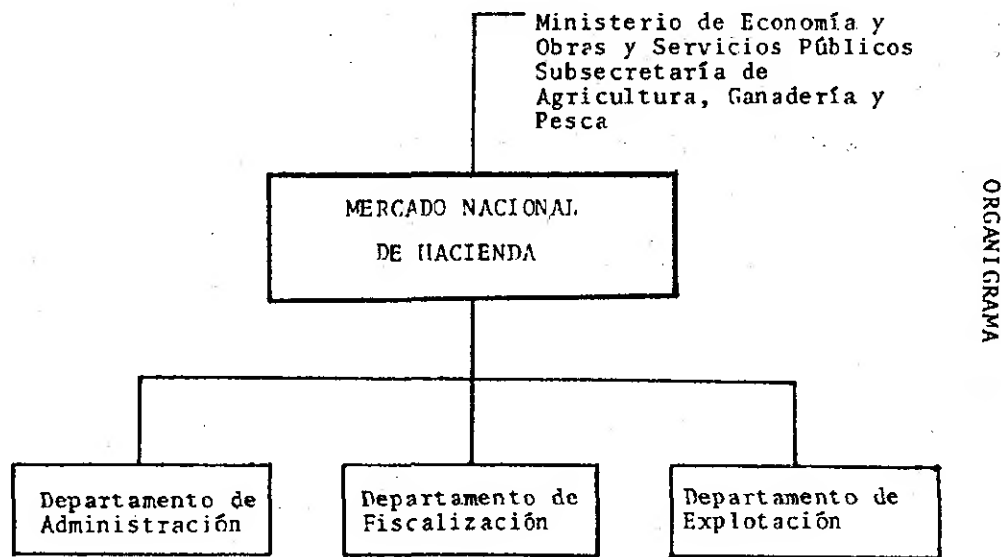 Ministerio de Economía y
Obras y Servicios Públicos
Subsecretaría de
Agricultura, Ganadería y
Pesca
MERCADO NACIONAL
DE HACIENDA
ORGANIGRAMA
Departamento de
Administración
Departamento de
Fiscalización
Departamento de
Explotación